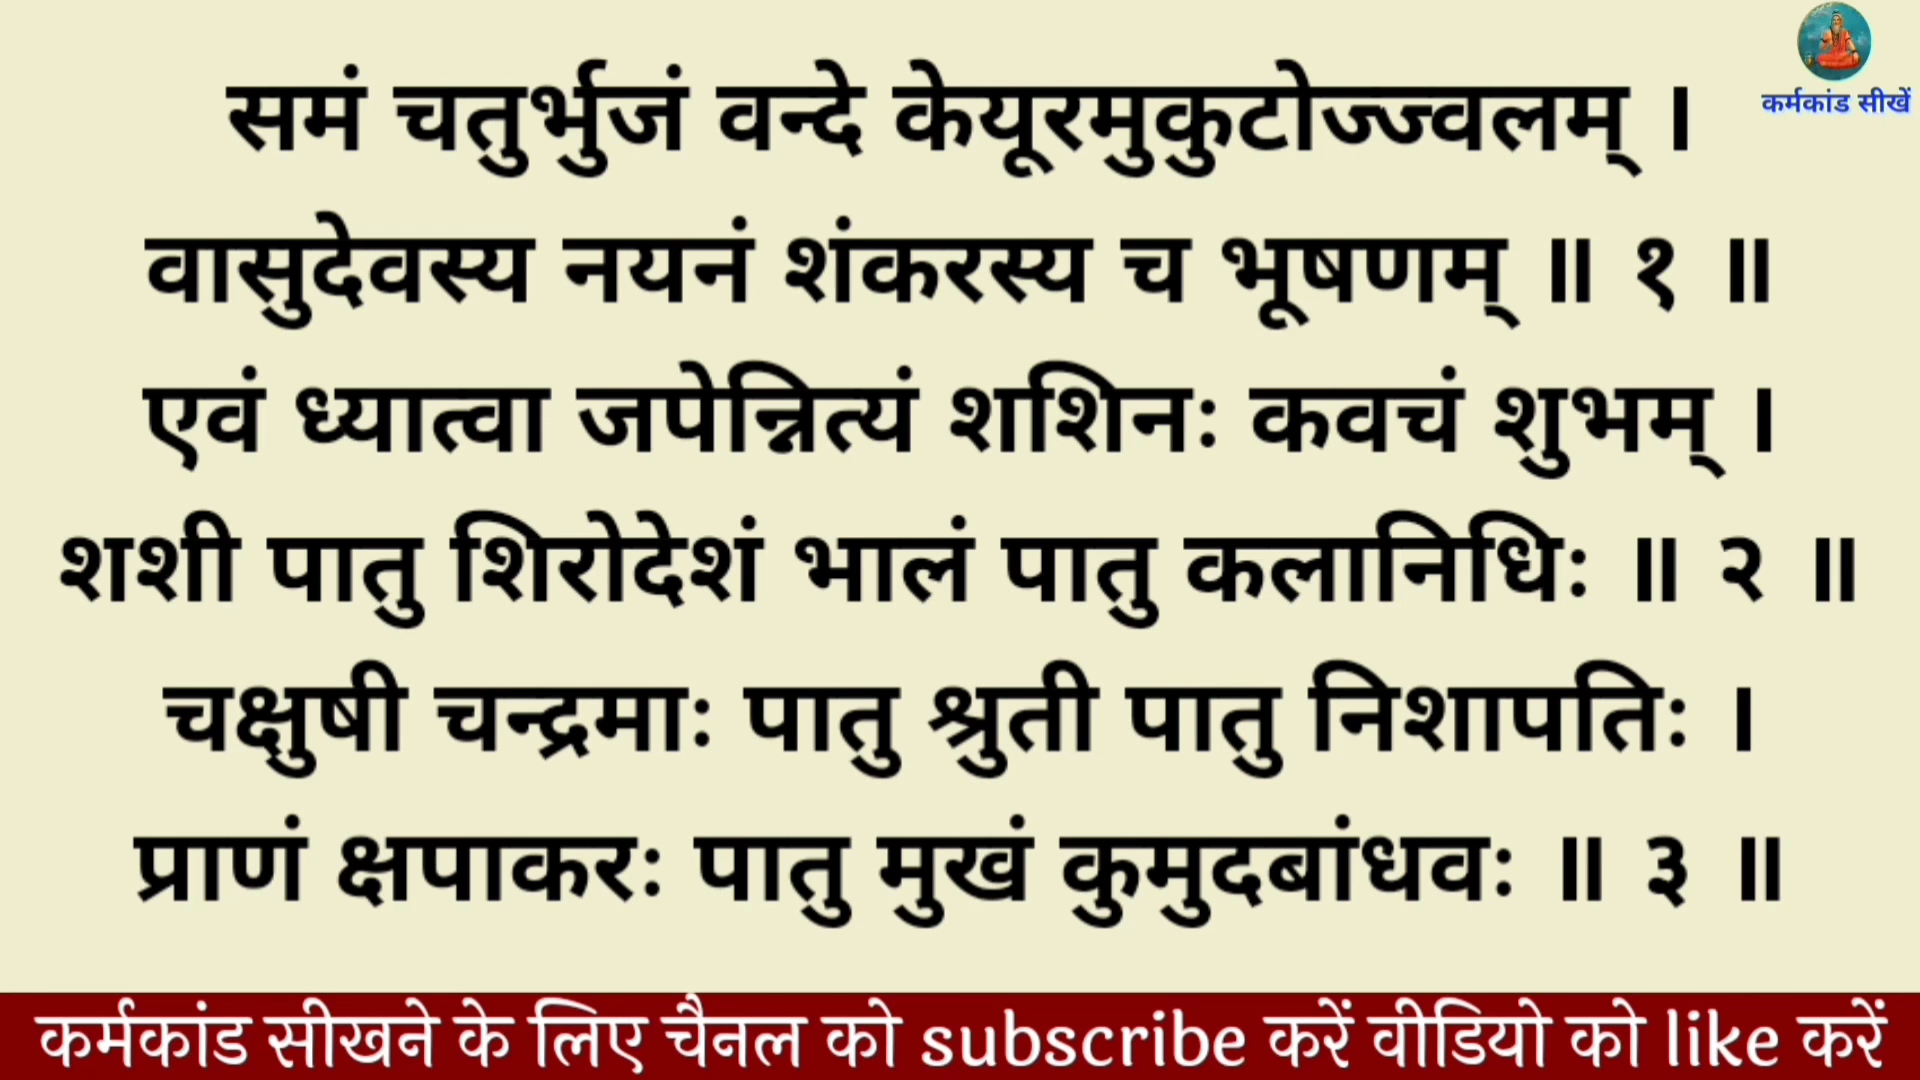 समं चतुर्भुजं वन्दे केयूरमुकुटोज्ज्वलम् ।
कर्मकांड सीखें
वासुदेवस्य नयनं शंकरस्य च भूषणम् ॥ १ ॥
एवं ध्यात्वा जपेन्नित्यं शशिनः कवचं शुभम् ।
शशी पातु शिरोदेशं भालं पातु कलानिधिः ॥ २ ॥
चक्षुषी चन्द्रमाः पातु श्रुती पातु निशापतिः ।
प्राणं क्षपाकरः पातु मुखं कुमुदबांधवः ॥ ३ ॥
कर्मकांड सीखने के लिए चैनल को subscribe करें वीडियो को like करें